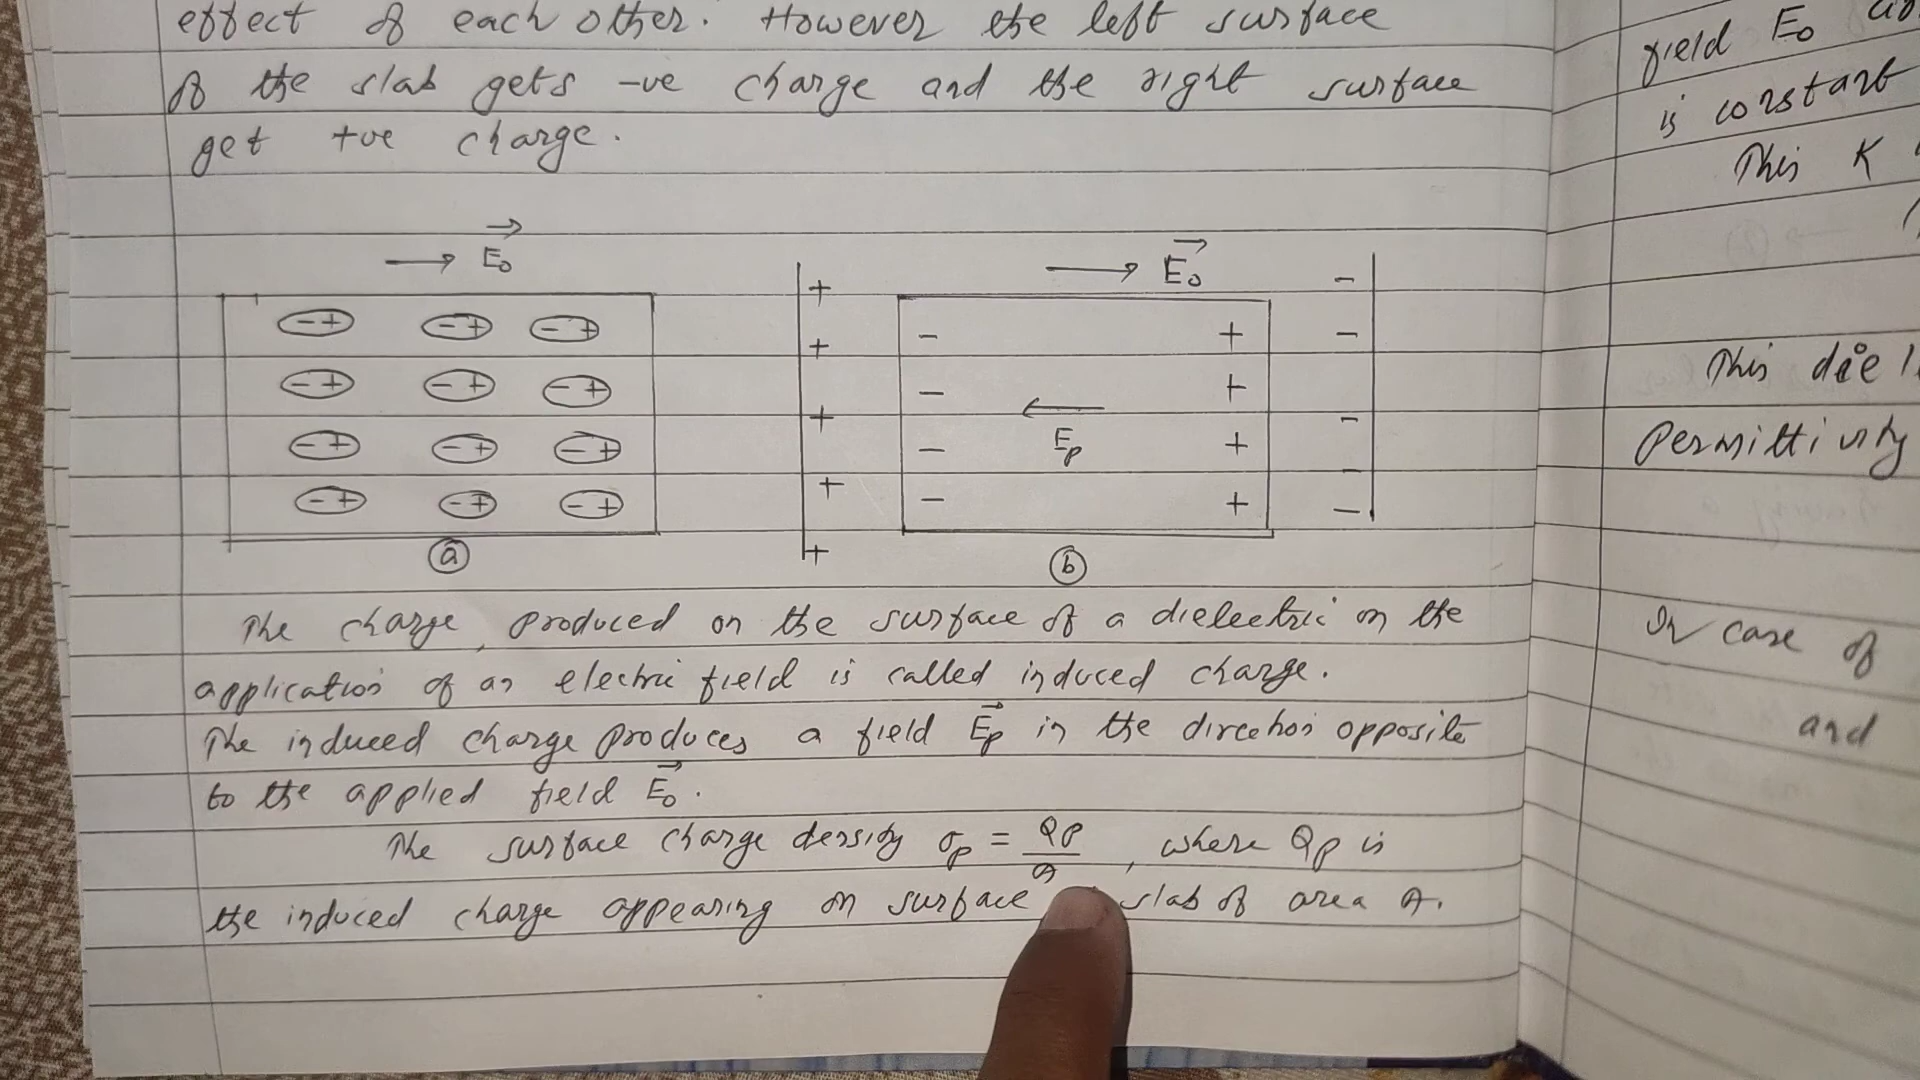 effect of each other. However the left surface
of the slab gets -ve charge and the right surface
get +ve charge.
→ E₀
- + - + - +
- + - + - +
- + - + - +
- + - + - +
ⓐ
→ E₀
+ - + -
+ - + -
+ - + -
+ - + -
+
← Ep
ⓑ
The charge produced on the surface of a dielectric on the
application of an electric field is called induced charge.
The induced charge produces a field Ep in the direction opposite
to the applied field E₀.
The surface charge density σp = QP/A, where Qp is
the induced charge appearing on surface slab of area A.
field E₀
is constant
This K
This
Permittivity
In case of
and